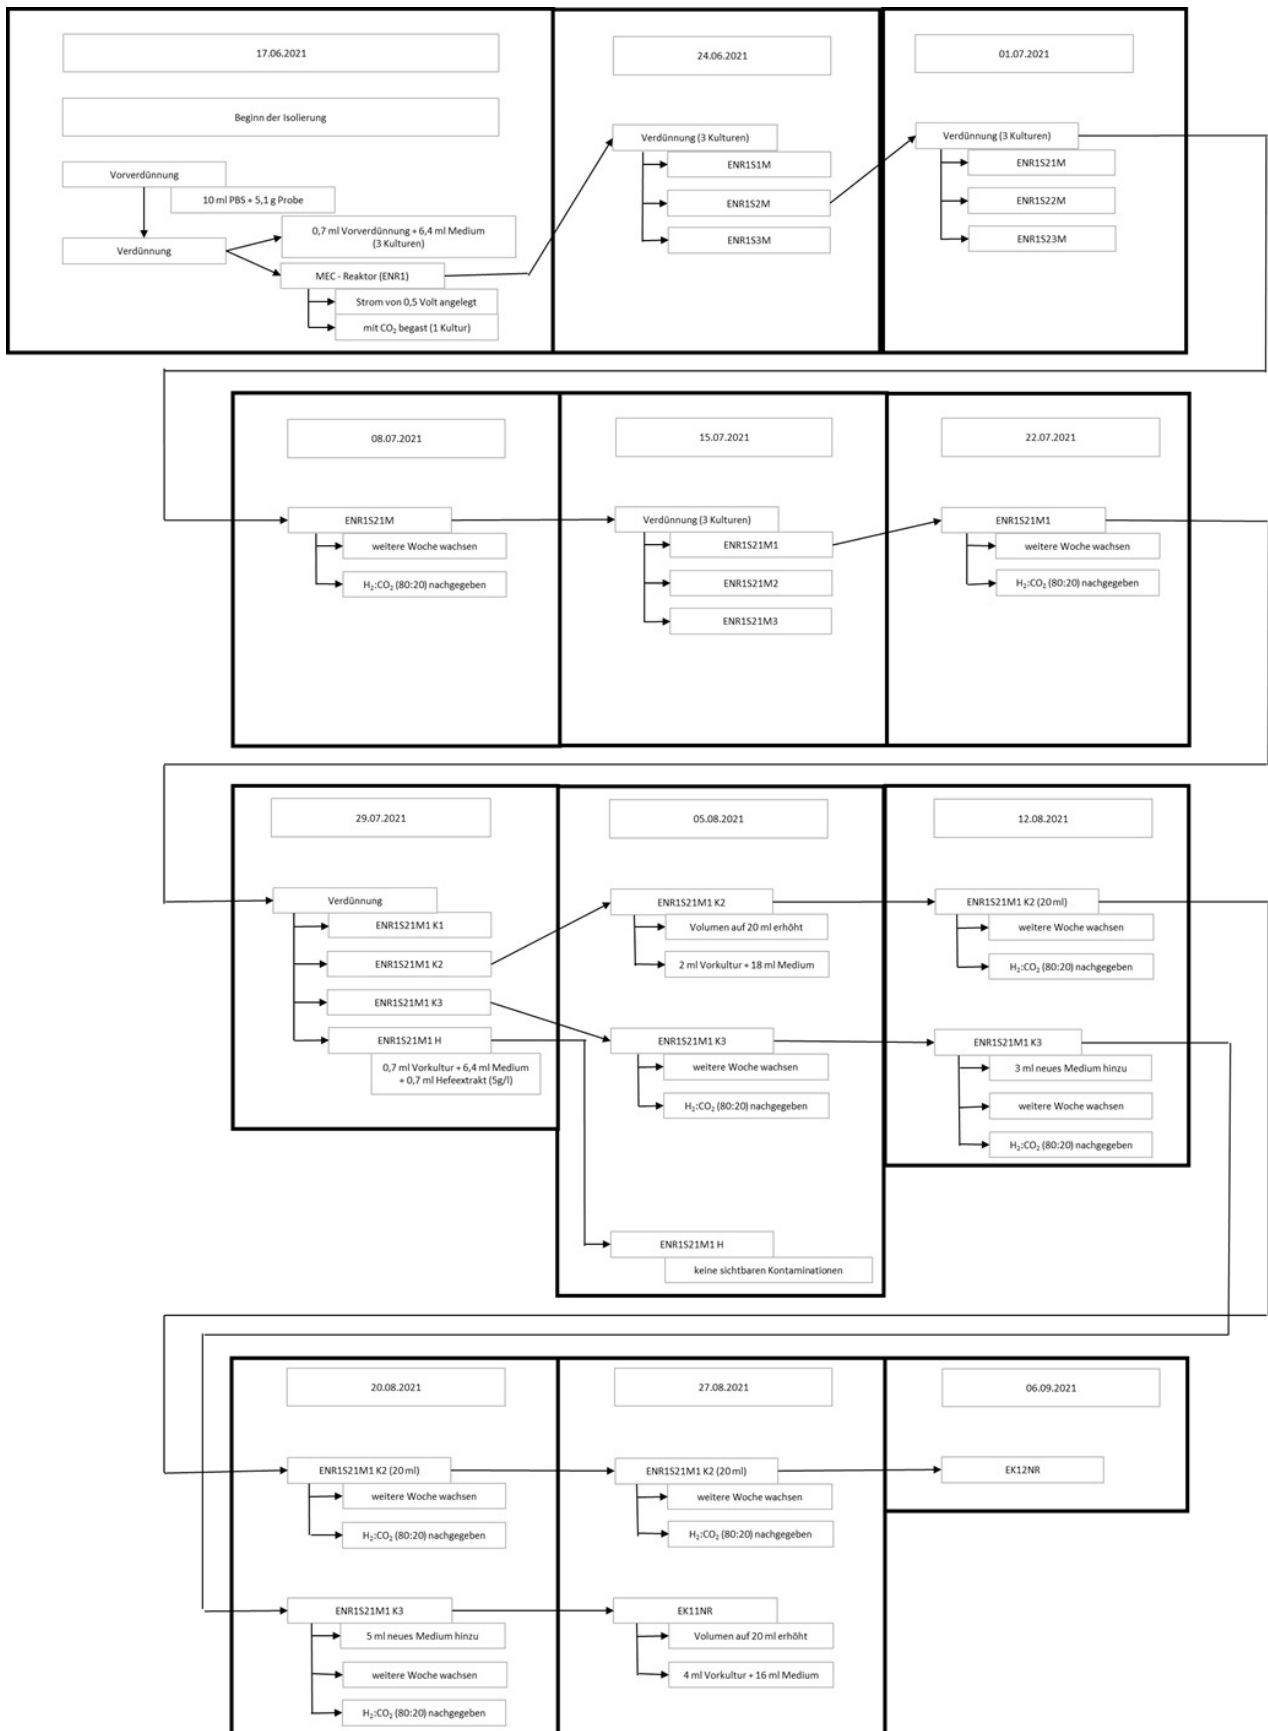 17.06.2021
Beginn der Isolierung
Vorverdünnung
10 ml PBS + 5,1 g Probe
Verdünnung
0,7 ml Vorverdünnung + 6,4 ml Medium
(3 Kulturen)
MEC - Reaktor (ENR1)
Strom von 0,5 Volt angelegt
mit CO₂ begast (1 Kultur)
24.06.2021
Verdünnung (3 Kulturen)
ENR1S1M
ENR1S2M
ENR1S3M
01.07.2021
Verdünnung (3 Kulturen)
ENR1S21M
ENR1S22M
ENR1S23M
08.07.2021
ENR1S21M
weitere Woche wachsen
H₂:CO₂ (80:20) nachgegeben
15.07.2021
Verdünnung (3 Kulturen)
ENR1S21M1
ENR1S21M2
ENR1S21M3
22.07.2021
ENR1S21M1
weitere Woche wachsen
H₂:CO₂ (80:20) nachgegeben
29.07.2021
Verdünnung
ENR1S21M1 K1
ENR1S21M1 K2
ENR1S21M1 K3
ENR1S21M1 H
0,7 ml Vorkultur + 6,4 ml Medium
+ 0,7 ml Hefeextrakt (5g/l)
05.08.2021
ENR1S21M1 K2
Volumen auf 20 ml erhöht
2 ml Vorkultur + 18 ml Medium
ENR1S21M1 K3
weitere Woche wachsen
H₂:CO₂ (80:20) nachgegeben
ENR1S21M1 H
keine sichtbaren Kontaminationen
12.08.2021
ENR1S21M1 K2 (20 ml)
weitere Woche wachsen
H₂:CO₂ (80:20) nachgegeben
ENR1S21M1 K3
3 ml neues Medium hinzu
weitere Woche wachsen
H₂:CO₂ (80:20) nachgegeben
20.08.2021
ENR1S21M1 K2 (20 ml)
weitere Woche wachsen
H₂:CO₂ (80:20) nachgegeben
ENR1S21M1 K3
5 ml neues Medium hinzu
weitere Woche wachsen
H₂:CO₂ (80:20) nachgegeben
27.08.2021
ENR1S21M1 K2 (20 ml)
weitere Woche wachsen
H₂:CO₂ (80:20) nachgegeben
EK11NR
Volumen auf 20 ml erhöht
4 ml Vorkultur + 16 ml Medium
06.09.2021
EK12NR